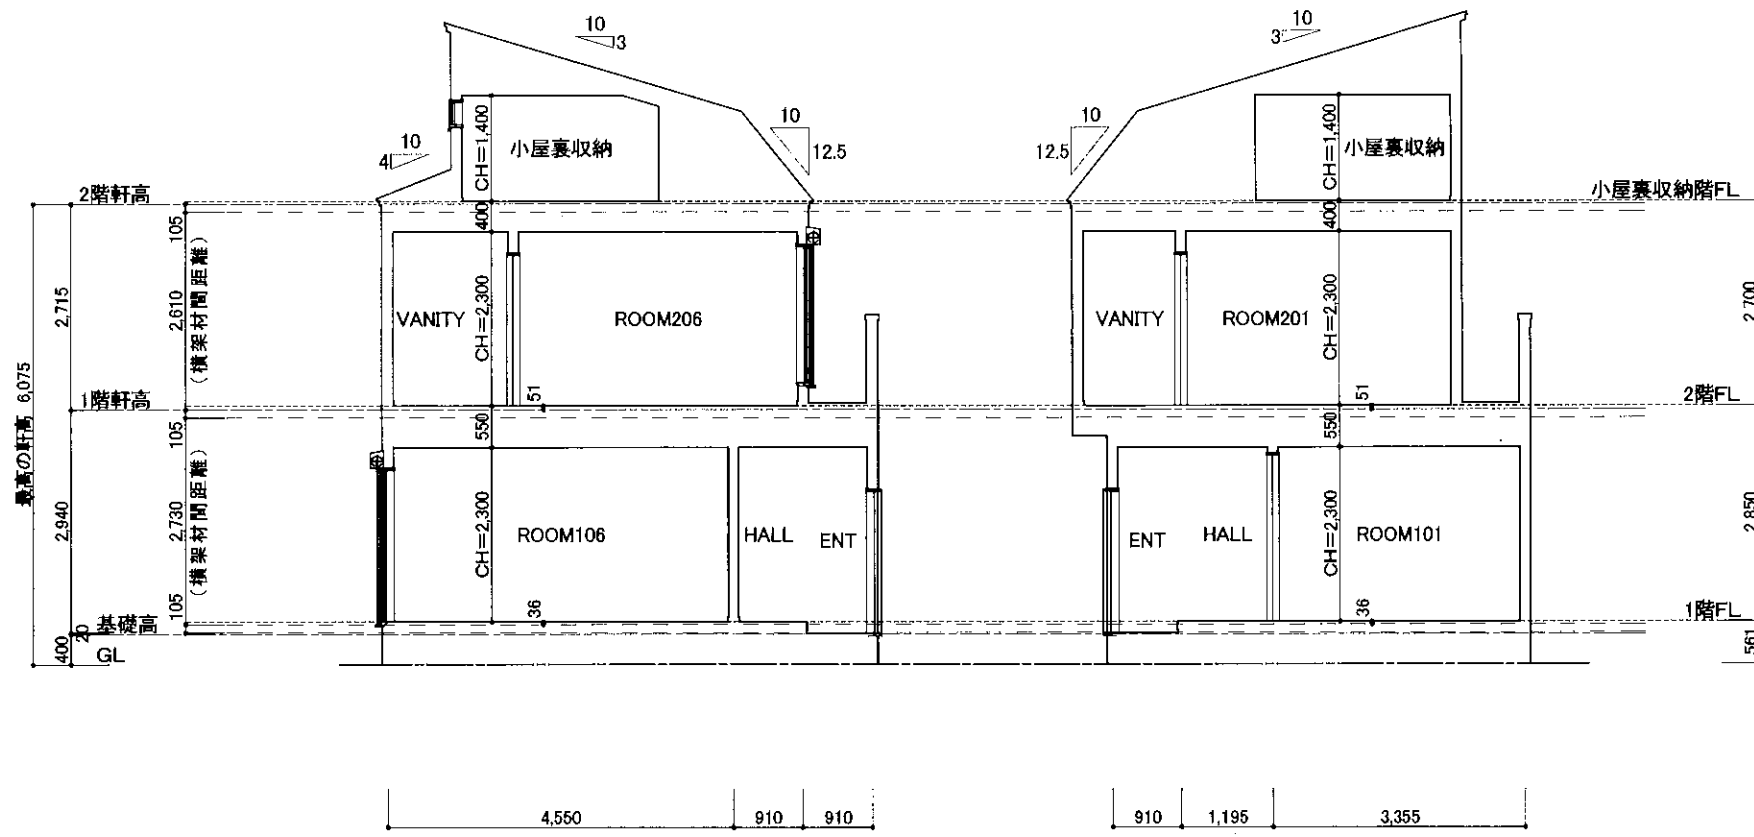 10
3
10
3
10
4
10
12.5
10
12.5
CH=1,400
小屋裏収納
CH=1,400
小屋裏収納
2階軒高
小屋裏収納階FL
105
400
400
2,715
2,610
(横架材間距離)
VANITY
CH=2,300
ROOM206
VANITY
ROOM201
CH=2,300
2,700
最高の軒高 6,075
1階軒高
51
51
2階FL
105
550
550
2,940
2,730
(横架材間距離)
ROOM106
CH=2,300
HALL
ENT
ENT
HALL
CH=2,300
ROOM101
2,850
105
36
36
基礎高
1階FL
20
400
GL
561
4,550
910
910
910
1,195
3,355